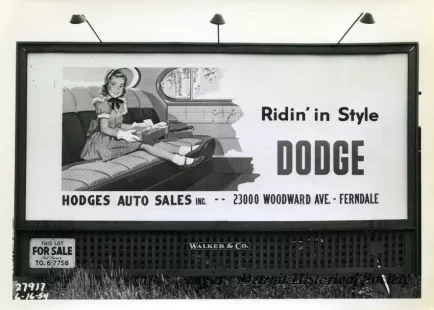 Ridin' in Style
DODGE
HODGES AUTO SALES INC. -- 23000 WOODWARD AVE. - FERNDALE
WALKER & CO.
THIS LOT
FOR SALE
TO. 8-7756
27917
6-16-54